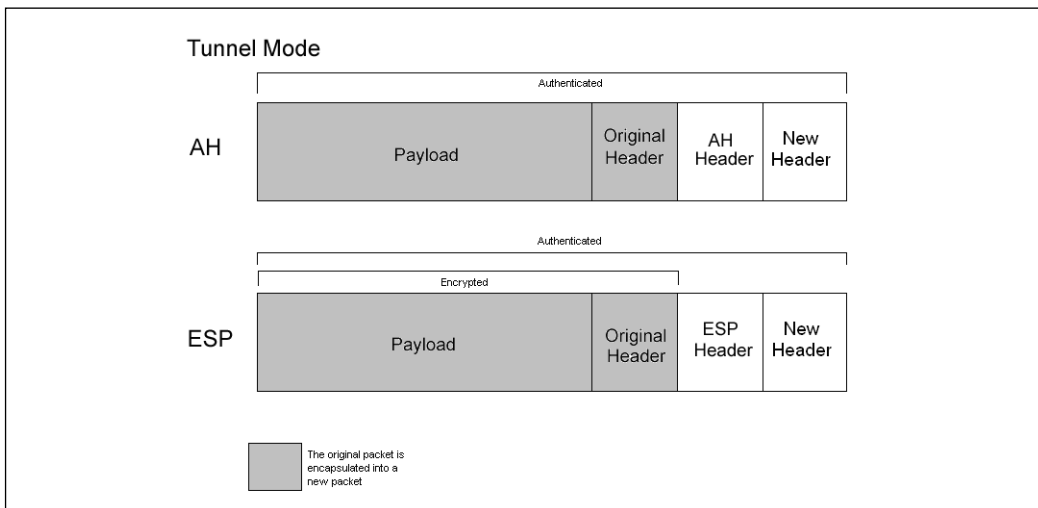 Tunnel Mode
Authenticated
AH
Payload
Original
Header
AH
Header
New
Header
Authenticated
Encrypted
ESP
Payload
Original
Header
ESP
Header
New
Header
The original packet is
encapsulated into a
new packet